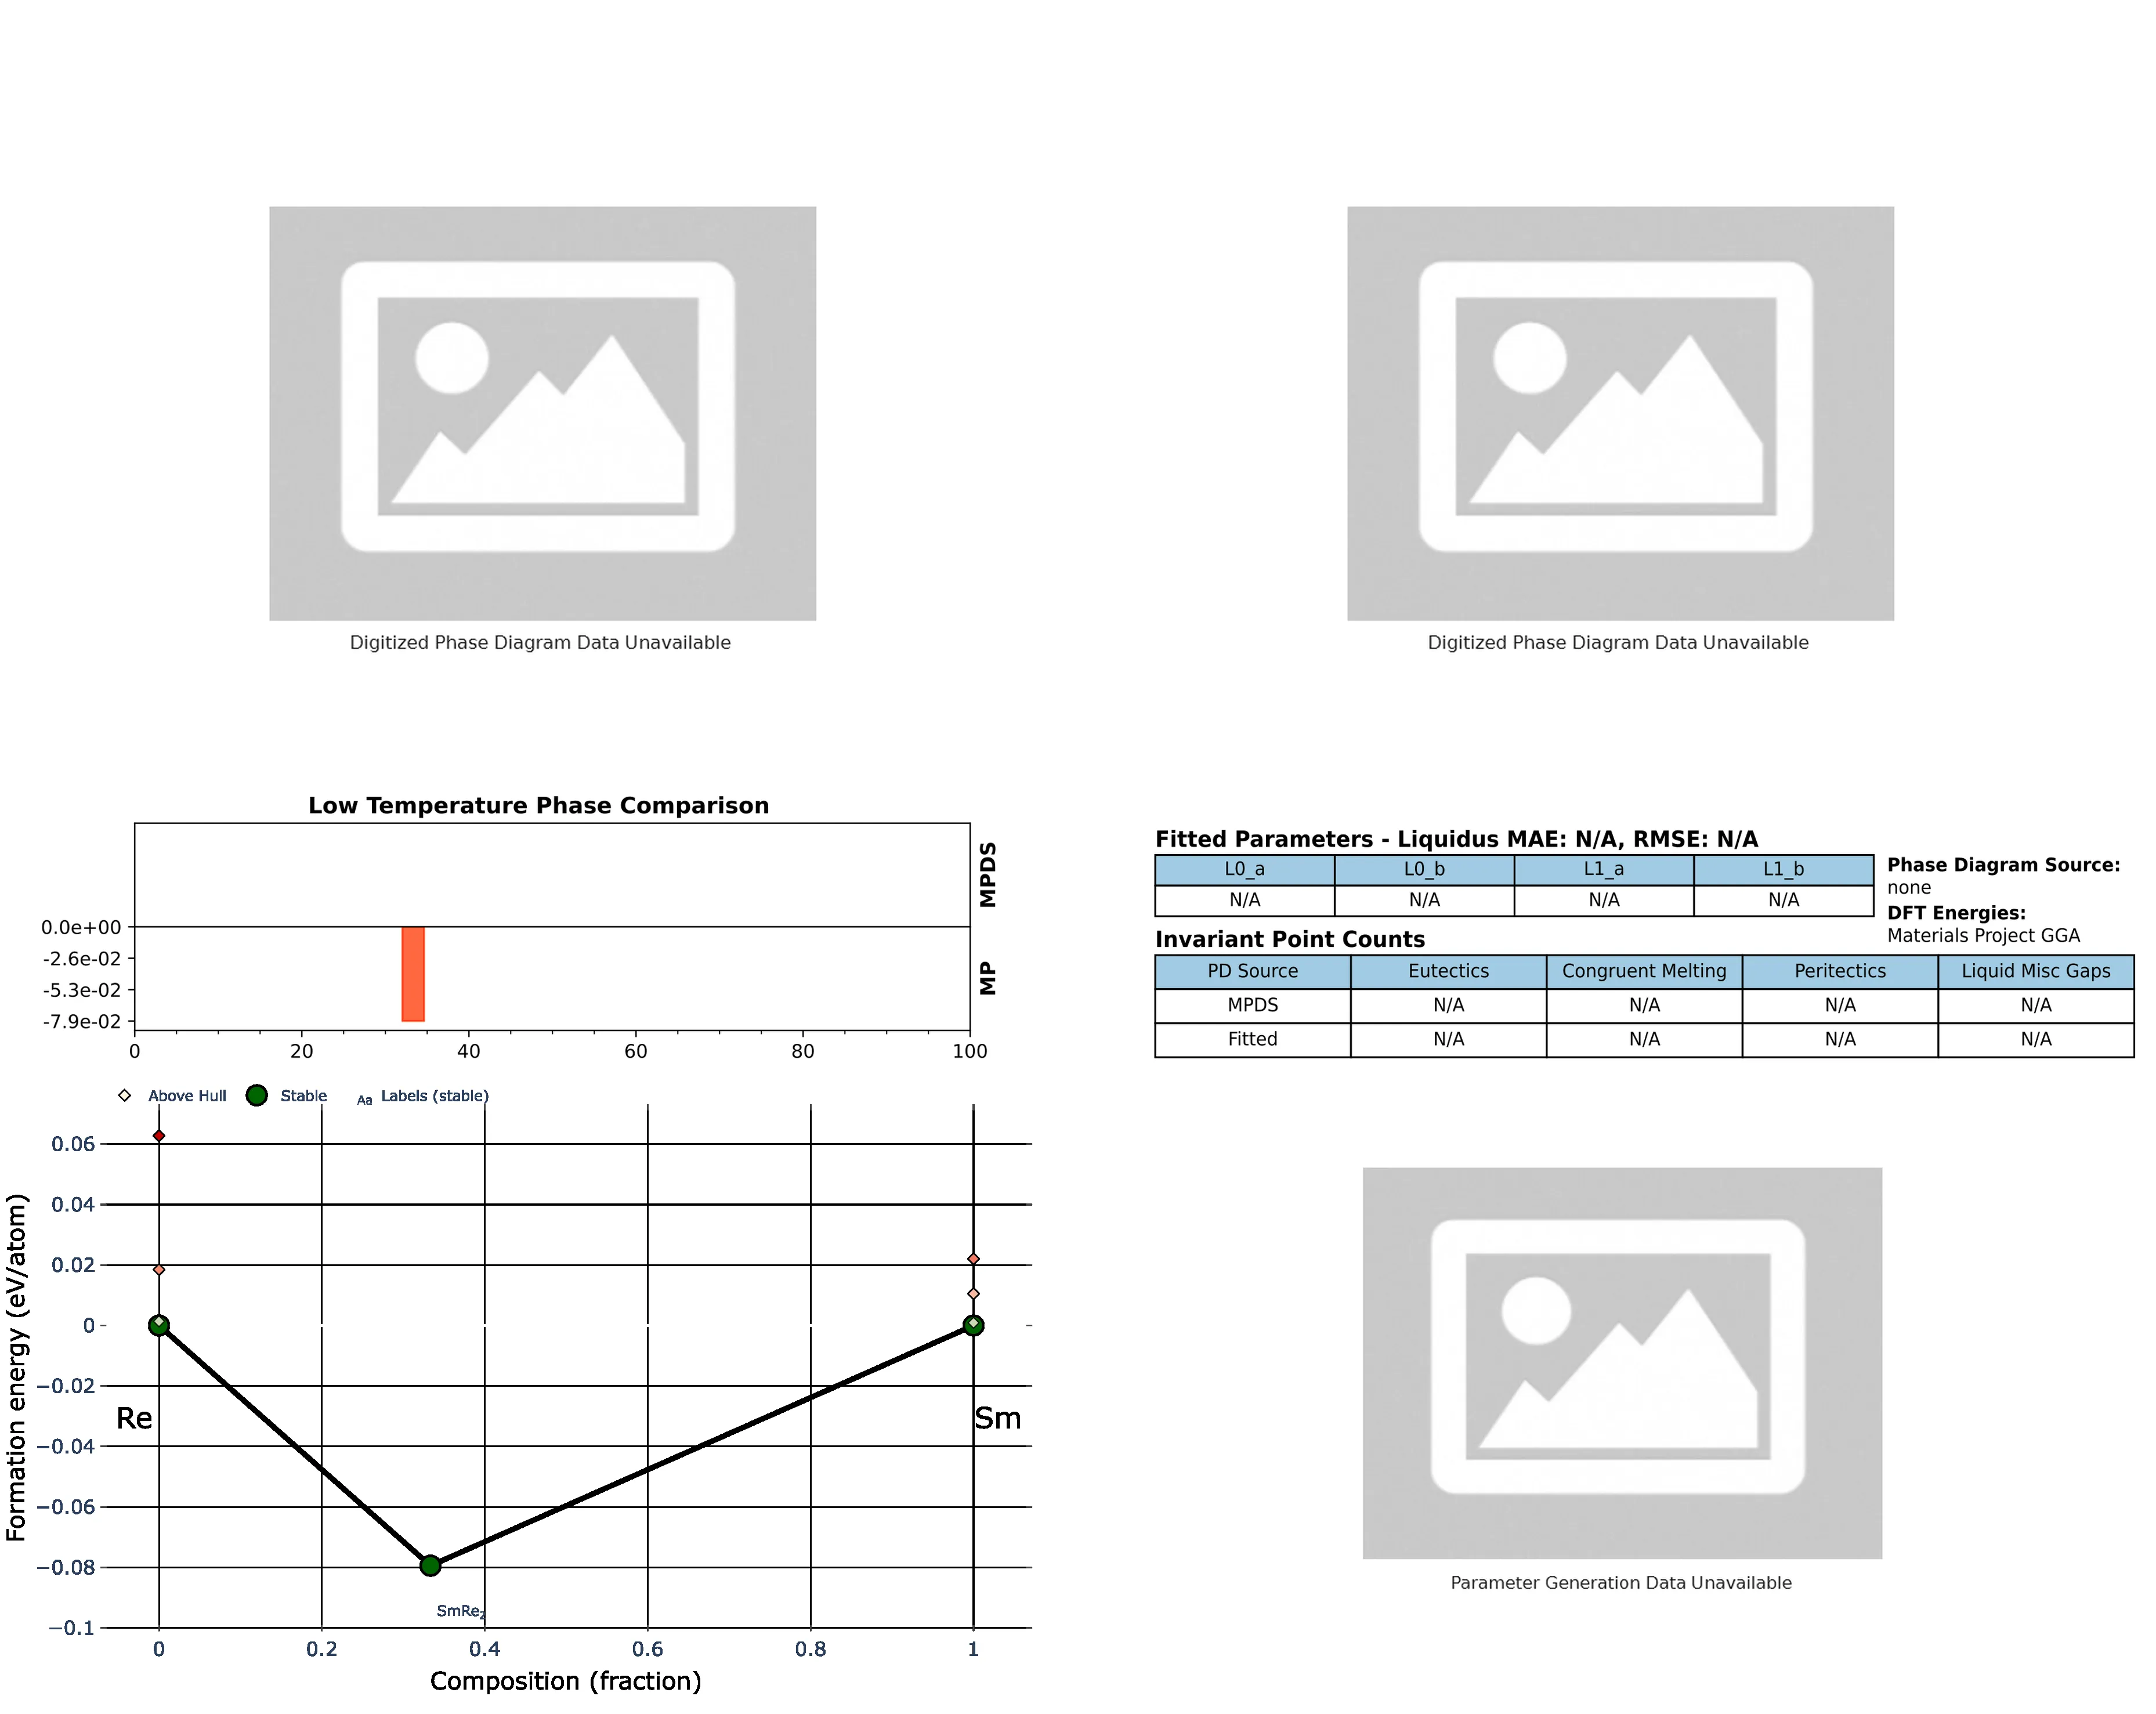 Digitized Phase Diagram Data Unavailable
Digitized Phase Diagram Data Unavailable
Low Temperature Phase Comparison
MPDS
MP
0.0e+00
-2.6e-02
-5.3e-02
-7.9e-02
0 20 40 60 80 100
Fitted Parameters - Liquidus MAE: N/A, RMSE: N/A
L0_a L0_b L1_a L1_b
N/A N/A N/A N/A
Phase Diagram Source:
none
DFT Energies:
Materials Project GGA
Invariant Point Counts
PD Source Eutectics Congruent Melting Peritectics Liquid Misc Gaps
MPDS N/A N/A N/A N/A
Fitted N/A N/A N/A N/A
Above Hull Stable Aa Labels (stable)
Formation energy (eV/atom)
0.06
0.04
0.02
0
−0.02
−0.04
−0.06
−0.08
−0.1
Re
Sm
SmRe₂
0 0.2 0.4 0.6 0.8 1
Composition (fraction)
Parameter Generation Data Unavailable